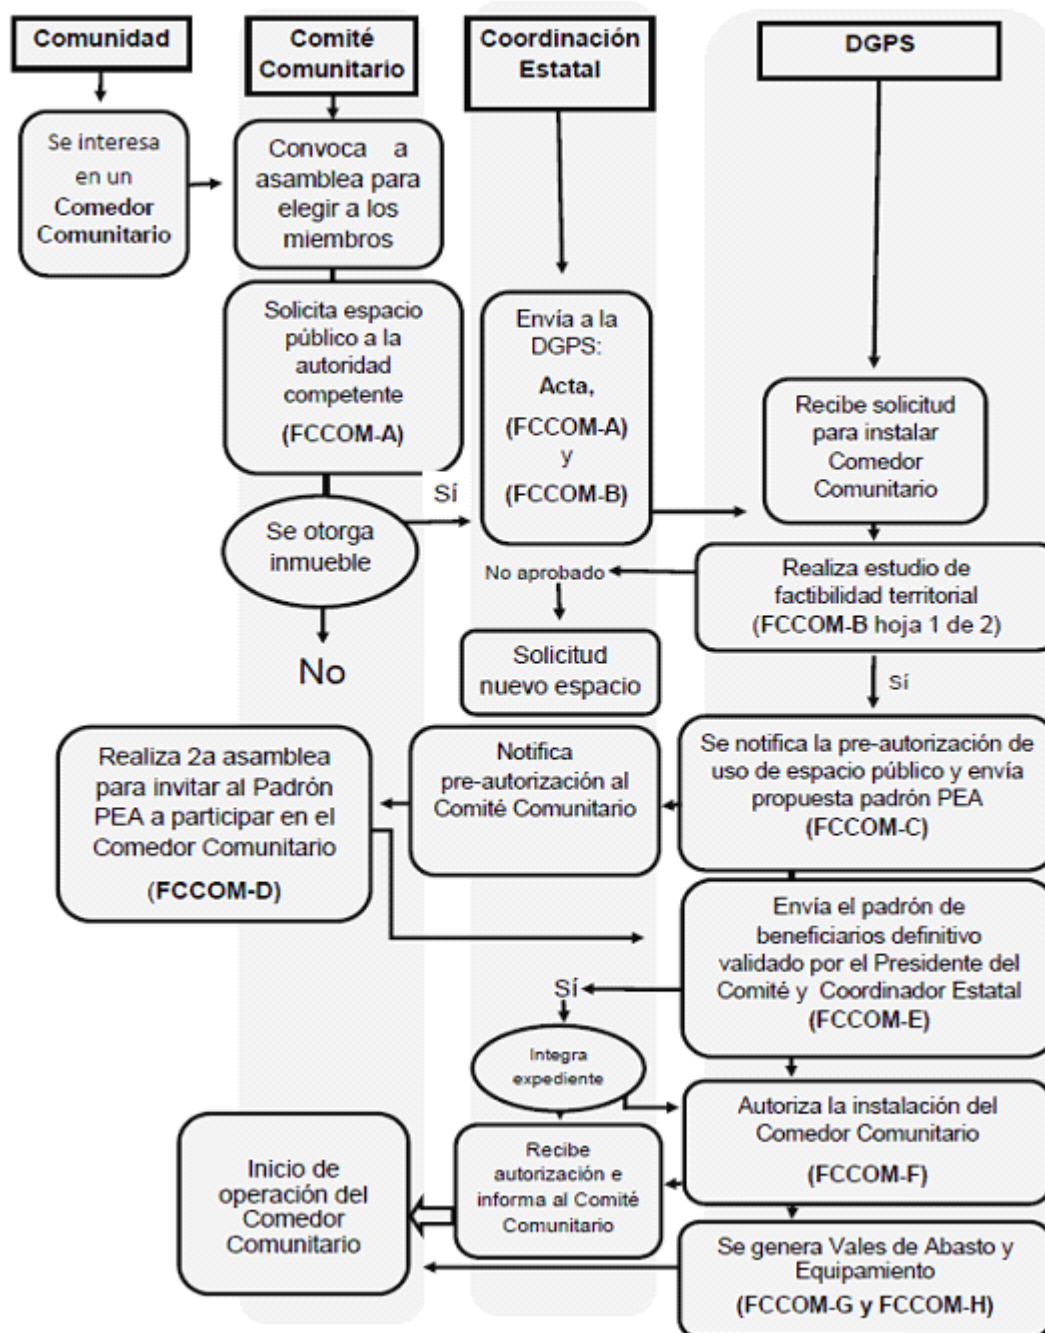 Comunidad
Comité
Comunitario
Coordinación
Estatal
DGPS
Se interesa
en un
Comedor
Comunitario
Convoca a
asamblea para
elegir a los
miembros
Solicita espacio
público a la
autoridad
competente
(FCCOM-A)
Se otorga
inmueble
Sí
No
Envía a la
DGPS:
Acta,
(FCCOM-A)
y
(FCCOM-B)
Recibe solicitud
para instalar
Comedor
Comunitario
Realiza estudio de
factibilidad territorial
(FCCOM-B hoja 1 de 2)
No aprobado
Solicitud
nuevo espacio
Sí
Se notifica la pre-autorización de
uso de espacio público y envía
propuesta padrón PEA
(FCCOM-C)
Notifica
pre-autorización al
Comité Comunitario
Realiza 2a asamblea
para invitar al Padrón
PEA a participar en el
Comedor Comunitario
(FCCOM-D)
Envía el padrón de
beneficiarios definitivo
validado por el Presidente del
Comité y Coordinador Estatal
(FCCOM-E)
Sí
Integra
expediente
Autoriza la instalación del
Comedor Comunitario
(FCCOM-F)
Recibe
autorización e
informa al Comité
Comunitario
Inicio de
operación del
Comedor
Comunitario
Se genera Vales de Abasto y
Equipamiento
(FCCOM-G y FCCOM-H)